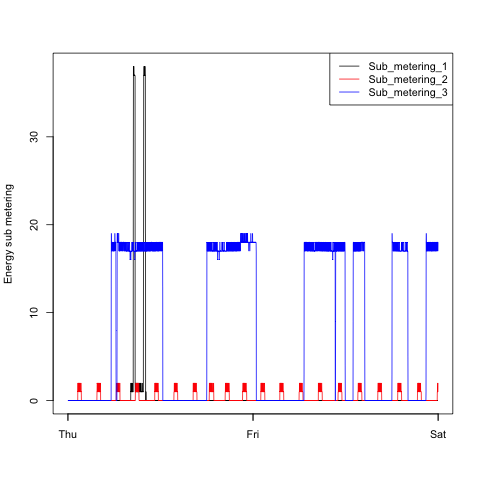 Sub_metering_1
Sub_metering_2
Sub_metering_3
30
20
10
0
Energy sub metering
Thu
Fri
Sat